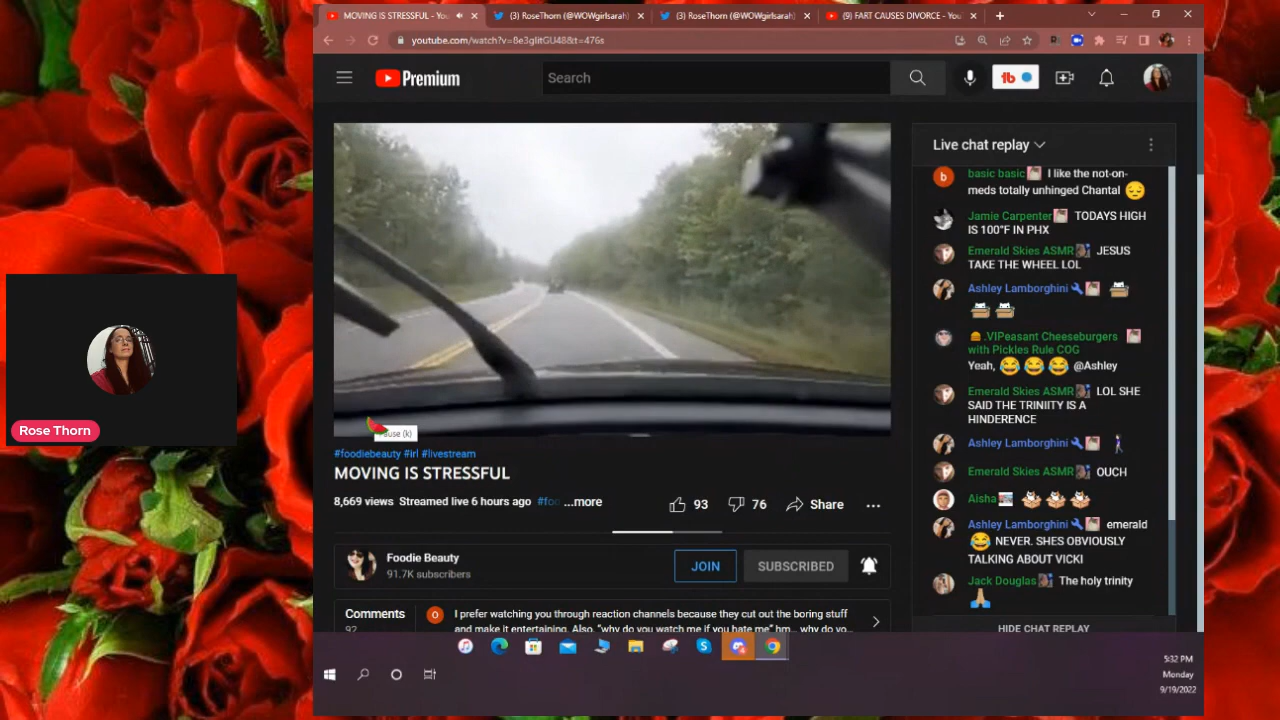 MOVING IS STRESSFUL - You
(3) RoseThorn (@WOWgirlsarah)
(3) RoseThorn (@WOWgirlsarah)
(9) FART CAUSES DIVORCE - You
youtube.com/watch?v=8e3gIitGU48&t=476s
Premium
Search
Live chat replay
basic basic I like the not-on-
meds totally unhinged Chantal
Jamie Carpenter TODAYS HIGH
IS 100°F IN PHX
Emerald Skies ASMR JESUS
TAKE THE WHEEL LOL
Ashley Lamborghini
.VIPeasant Cheeseburgers
with Pickles Rule COG
Yeah, @Ashley
Emerald Skies ASMR LOL SHE
SAID THE TRINIITY IS A
HINDERENCE
Ashley Lamborghini
Emerald Skies ASMR OUCH
Aisha
Ashley Lamborghini emerald
NEVER. SHES OBVIOUSLY
TALKING ABOUT VICKI
Jack Douglas The holy trinity
HIDE CHAT REPLAY
Rose Thorn
Pause (k)
#foodiebeauty #irl #livestream
MOVING IS STRESSFUL
8,669 views Streamed live 6 hours ago #foo ...more
93
76
Share
Foodie Beauty
91.7K subscribers
JOIN
SUBSCRIBED
Comments
92
I prefer watching you through reaction channels because they cut out the boring stuff
and make it entertaining. Also, "why do you watch me if you hate me" hm... why do yo...
5:32 PM
Monday
9/19/2022